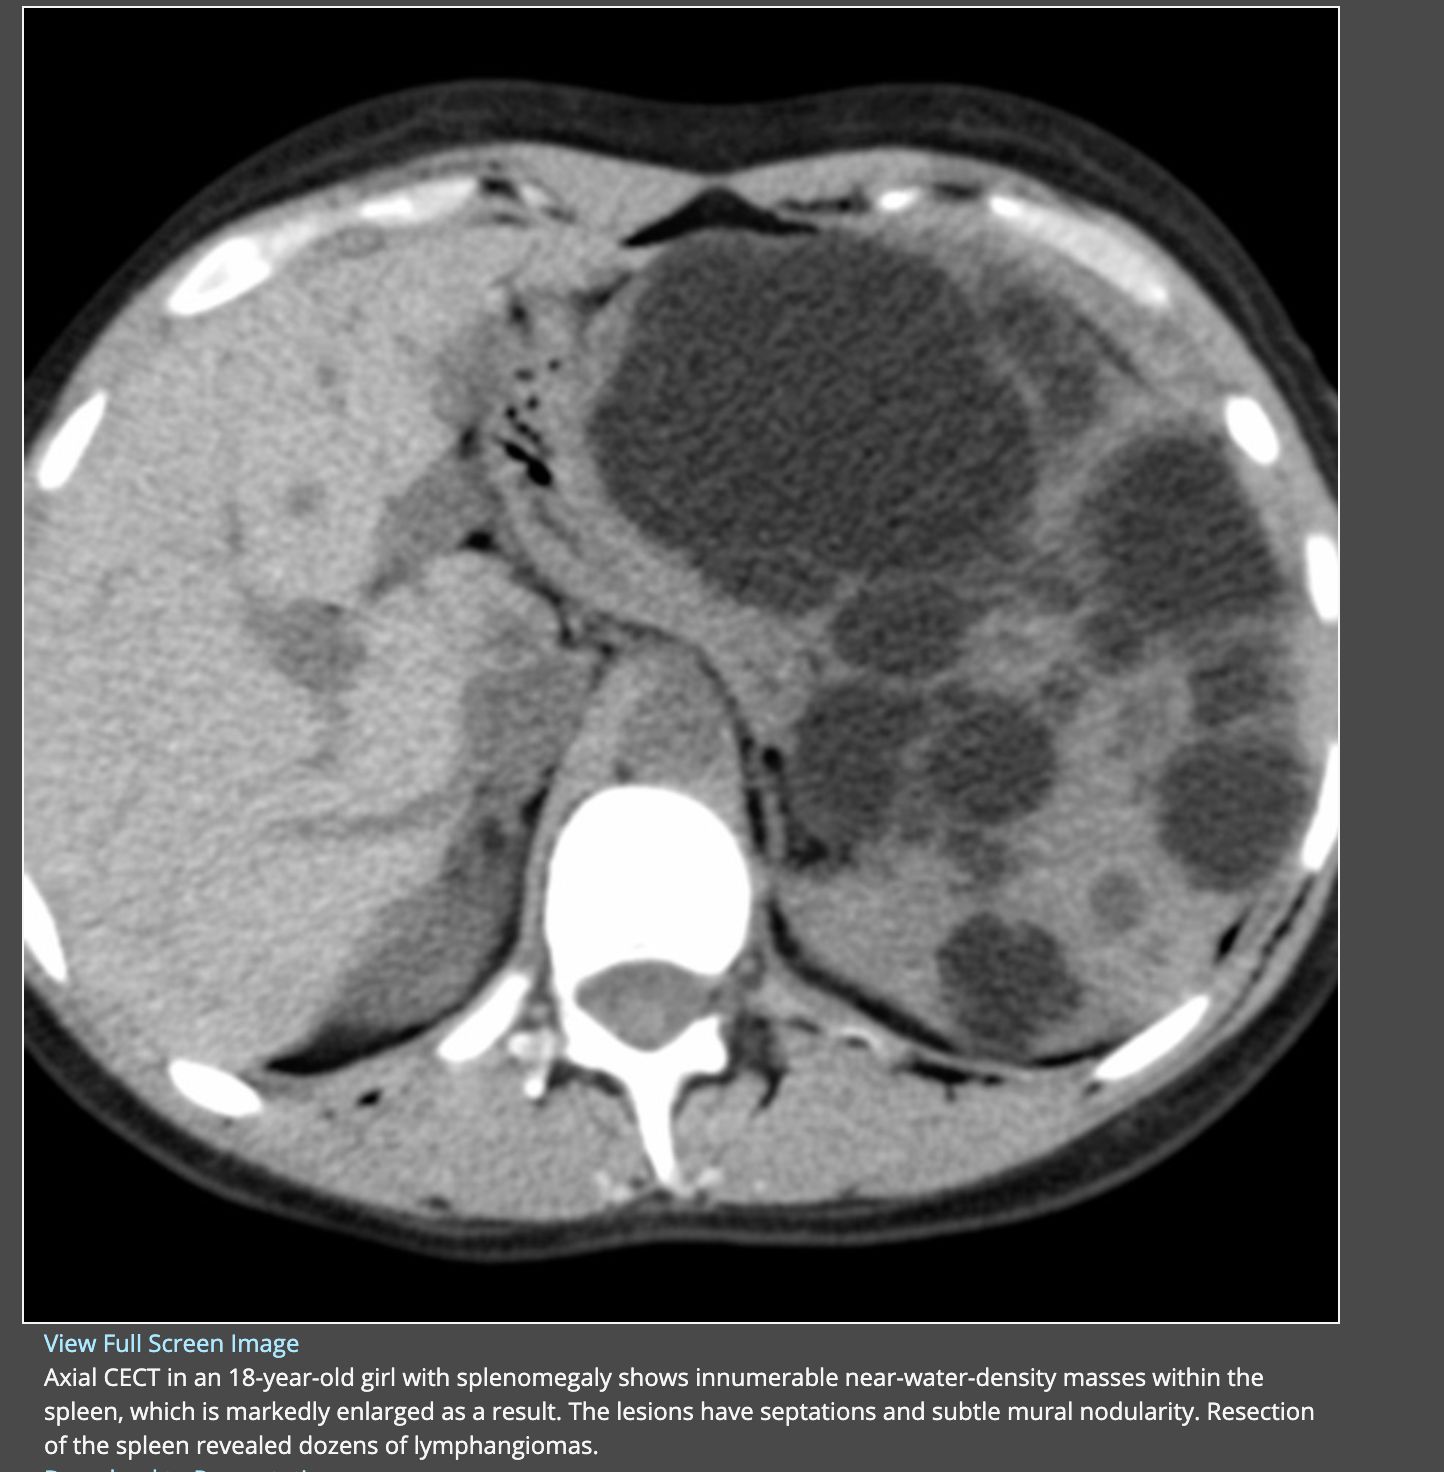 View Full Screen Image
Axial CECT in an 18-year-old girl with splenomegaly shows innumerable near-water-density masses within the
spleen, which is markedly enlarged as a result. The lesions have septations and subtle mural nodularity. Resection
of the spleen revealed dozens of lymphangiomas.